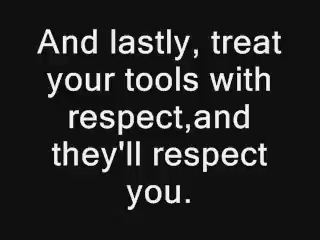 And lastly, treat
your tools with
respect,and
they'll respect
you.